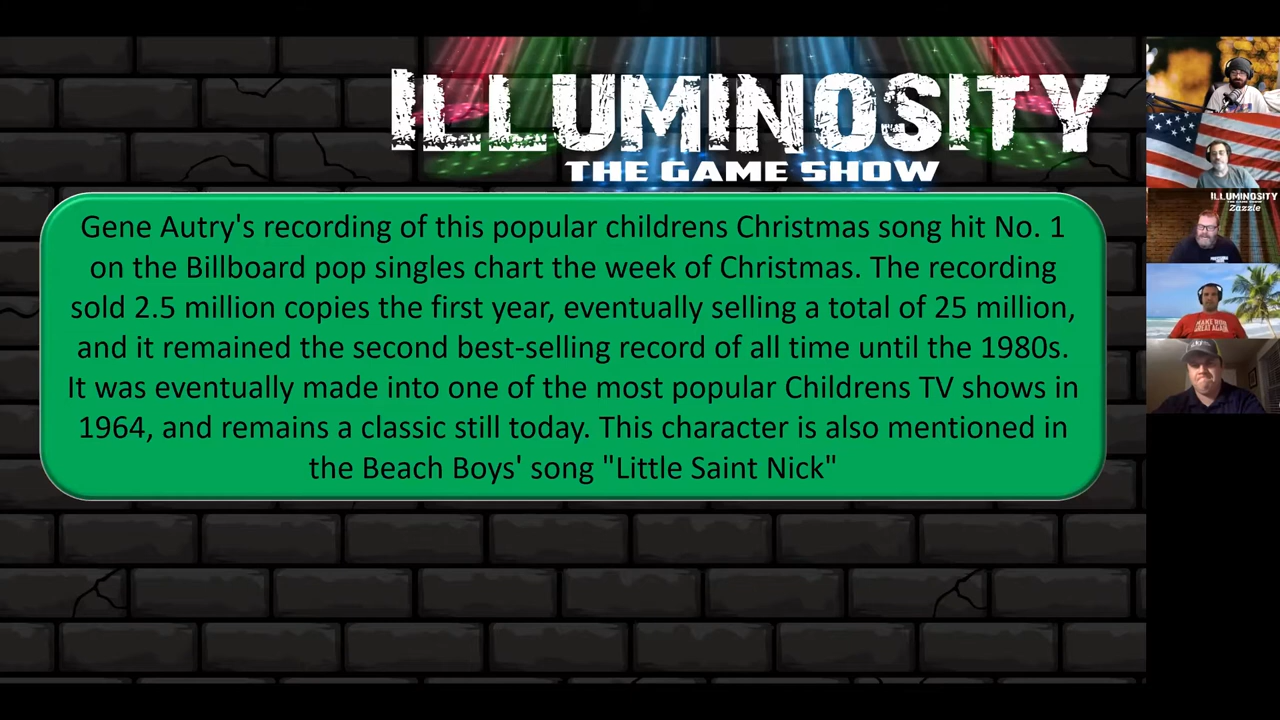 ILLUMINOSITY
THE GAME SHOW
Gene Autry's recording of this popular childrens Christmas song hit No. 1
on the Billboard pop singles chart the week of Christmas. The recording
sold 2.5 million copies the first year, eventually selling a total of 25 million,
and it remained the second best-selling record of all time until the 1980s.
It was eventually made into one of the most popular Childrens TV shows in
1964, and remains a classic still today. This character is also mentioned in
the Beach Boys' song "Little Saint Nick"
ILLUMINOSITY
Zazzle